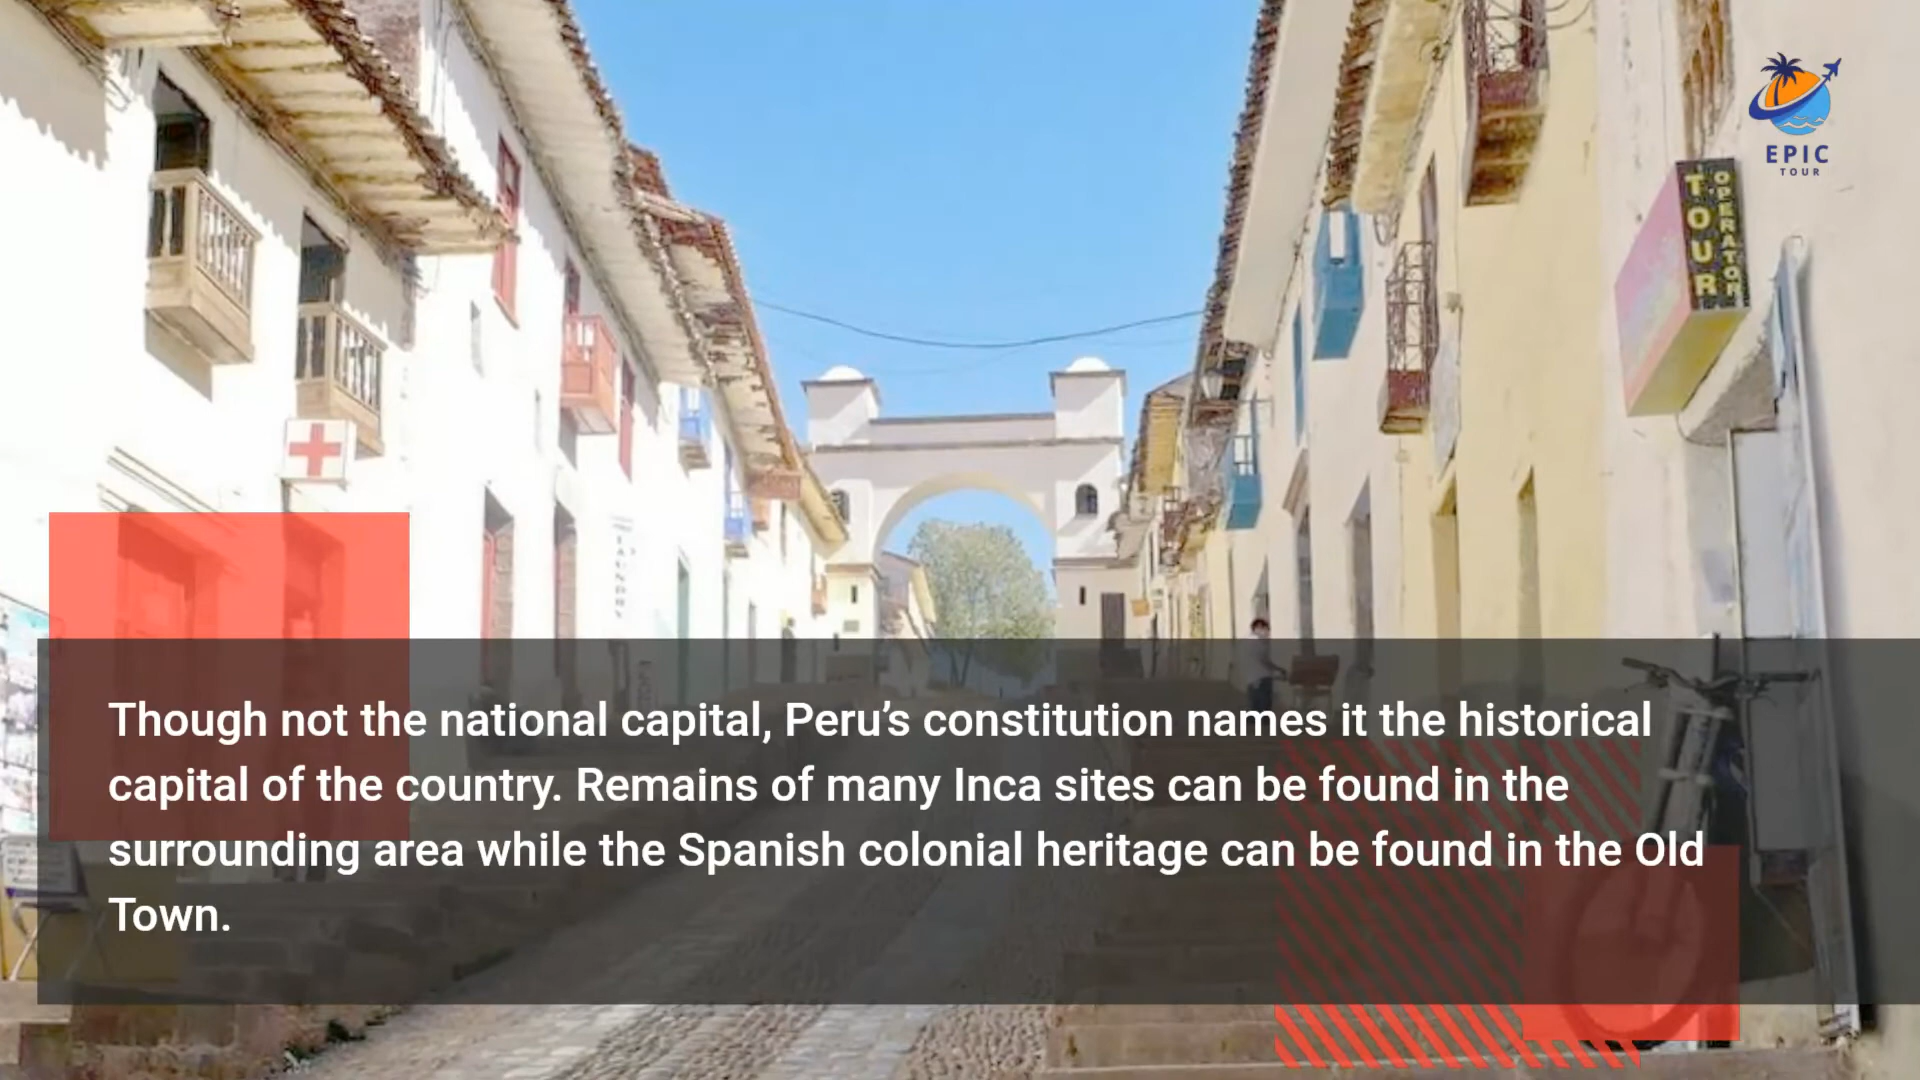 EPIC
TOUR
TOUR
OPERATOR
LAUNDRY
Though not the national capital, Peru’s constitution names it the historical
capital of the country. Remains of many Inca sites can be found in the
surrounding area while the Spanish colonial heritage can be found in the Old
Town.